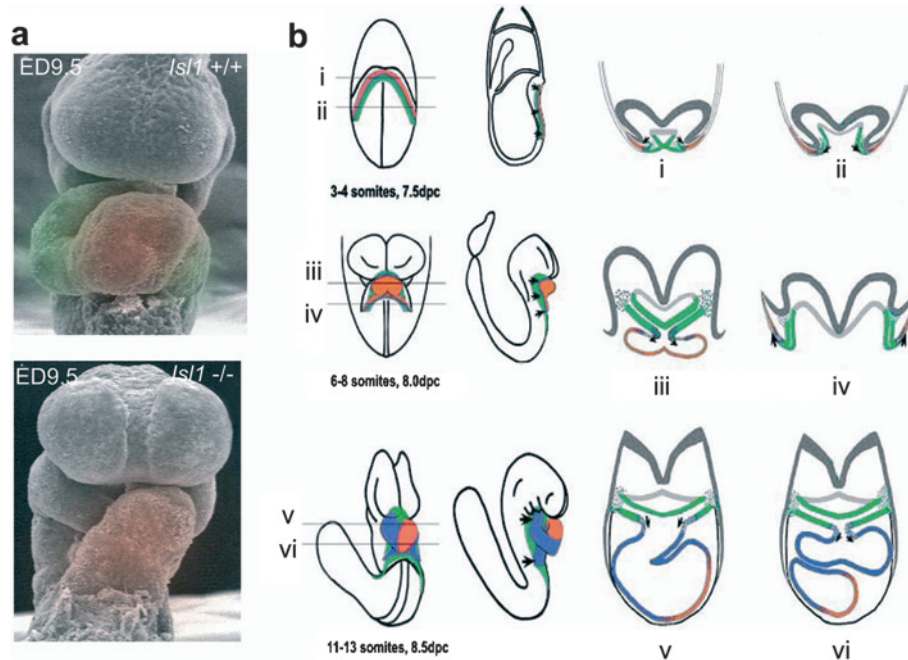 a
ED9.5 Isl1 +/+
ED9.5 Isl1 -/-
b
i
ii
3-4 somites, 7.5dpc
i
ii
iii
iv
6-8 somites, 8.0dpc
iii
iv
v
vi
11-13 somites, 8.5dpc
v
vi